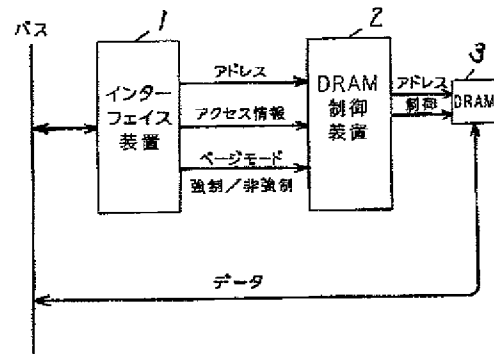 バス
1
インター
フェイス
装置
アドレス
アクセス情報
ページモード
強制／非強制
2
DRAM
制御
装置
アドレス
制御
3
DRAM
データ